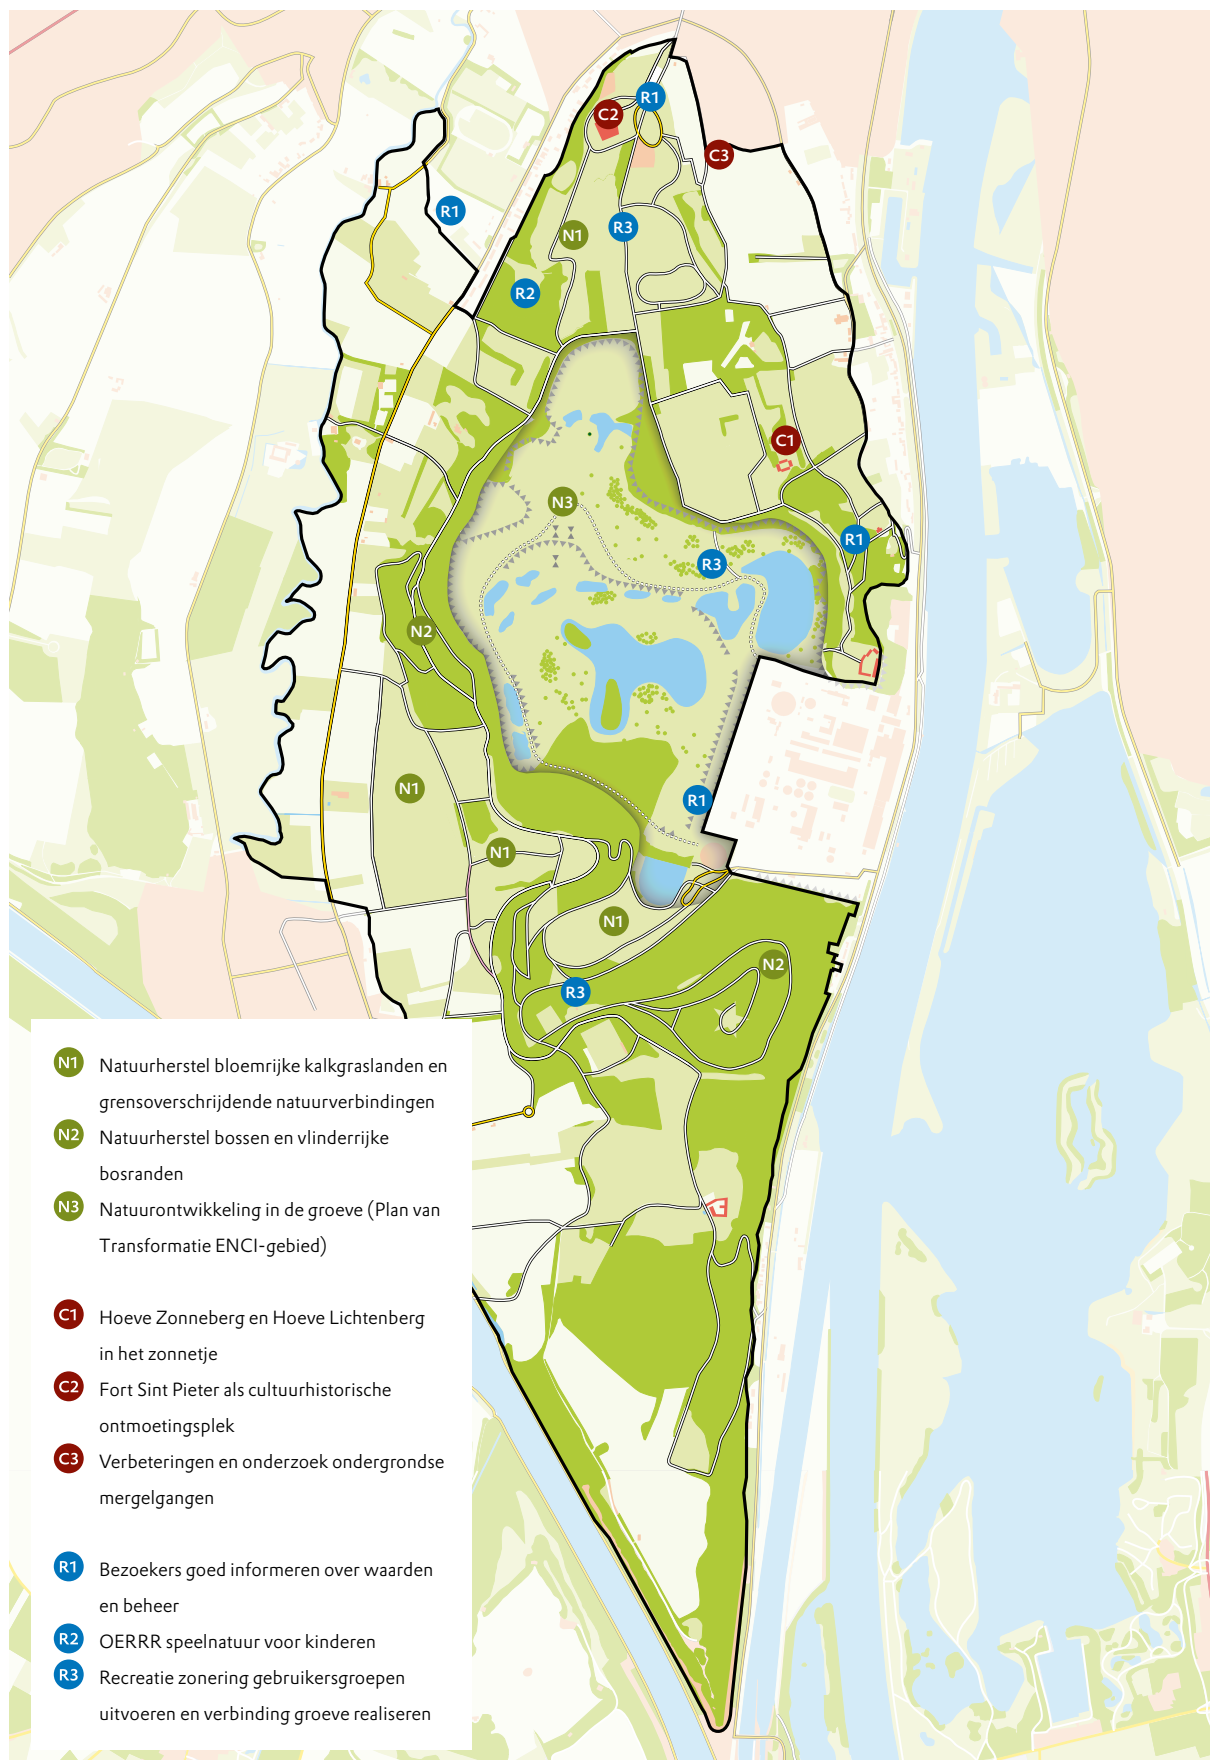 R1
C2
C3
R1
R3
N1
R2
C1
N3
R1
R3
N2
N1
R1
N1
N1
N2
R3
N1 Natuurherstel bloemrijke kalkgraslanden en
grensoverschrijdende natuurverbindingen
N2 Natuurherstel bossen en vlinderrijke
bosranden
N3 Natuurontwikkeling in de groeve (Plan van
Transformatie ENCI-gebied)
C1 Hoeve Zonneberg en Hoeve Lichtenberg
in het zonnetje
C2 Fort Sint Pieter als cultuurhistorische
ontmoetingsplek
C3 Verbeteringen en onderzoek ondergrondse
mergelgangen
R1 Bezoekers goed informeren over waarden
en beheer
R2 OERRR speelnatuur voor kinderen
R3 Recreatie zonering gebruikersgroepen
uitvoeren en verbinding groeve realiseren